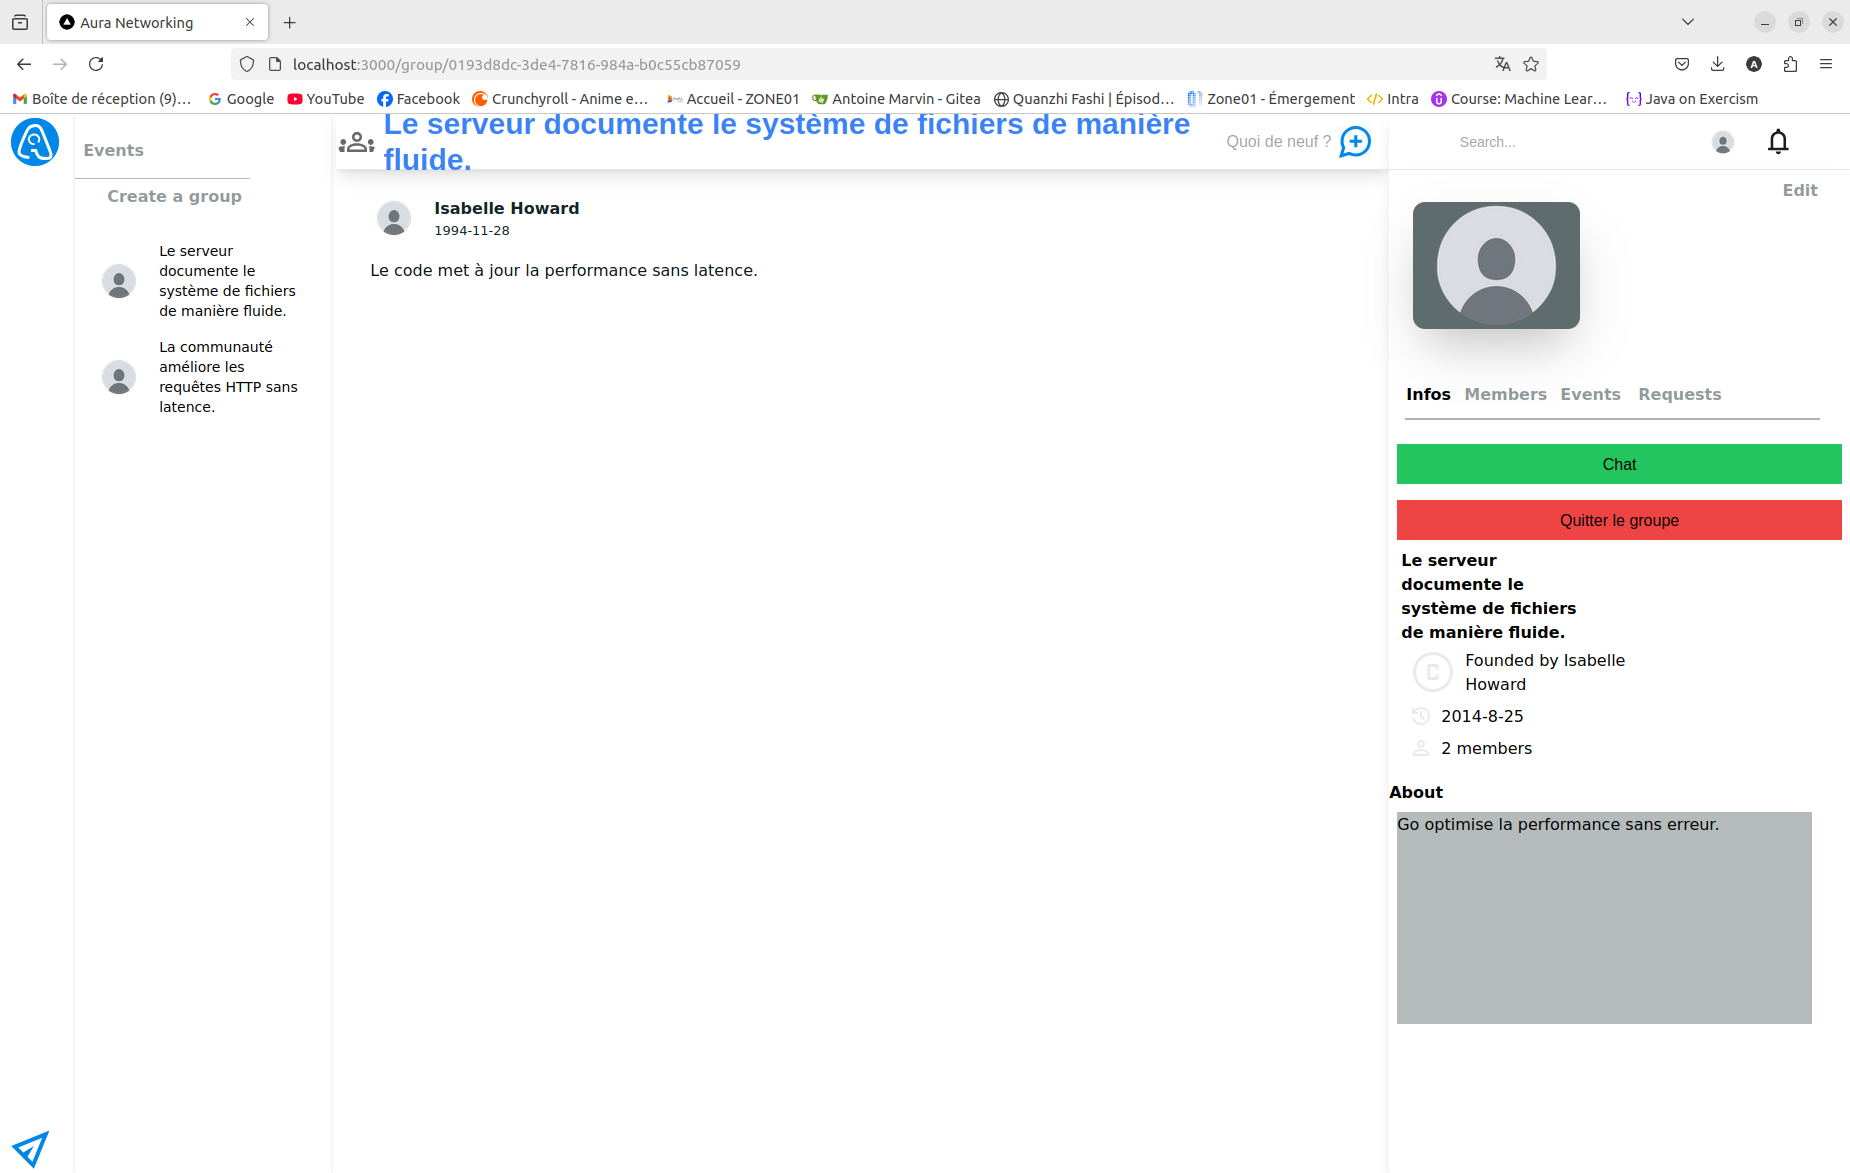 Aura Networking
localhost:3000/group/0193d8dc-3de4-7816-984a-b0c55cb87059
Boîte de réception (9)… Google YouTube Facebook Crunchyroll - Anime e… Accueil - ZONE01 Antoine Marvin - Gitea Quanzhi Fashi | Épisod… Zone01 - Émergement Intra Course: Machine Lear… Java on Exercism
Events
Create a group
Le serveur
documente le
système de fichiers
de manière fluide.
La communauté
améliore les
requêtes HTTP sans
latence.
Le serveur documente le système de fichiers de manière
fluide.
Quoi de neuf ?
Isabelle Howard
1994-11-28
Le code met à jour la performance sans latence.
Search...
Edit
Infos Members Events Requests
Chat
Quitter le groupe
Le serveur
documente le
système de fichiers
de manière fluide.
Founded by Isabelle
Howard
2014-8-25
2 members
About
Go optimise la performance sans erreur.